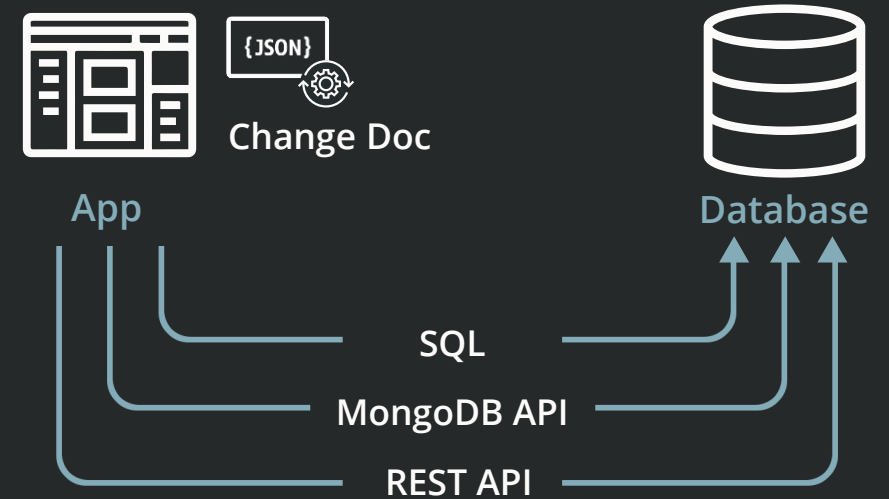 {JSON}
Change Doc
App
Database
SQL
MongoDB API
REST API